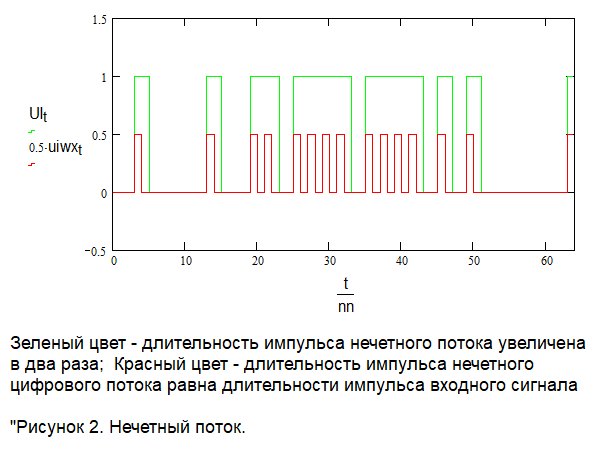 1.5
1
UI_t
0.5
0.5·uiwx_t
0
−0.5
0 10 20 30 40 50 60
t
nn
Зеленый цвет - длительность импульса нечетного потока увеличена
в два раза;  Красный цвет - длительность импульса нечетного
цифрового потока равна длительности импульса входного сигнала
"Рисунок 2. Нечетный поток.